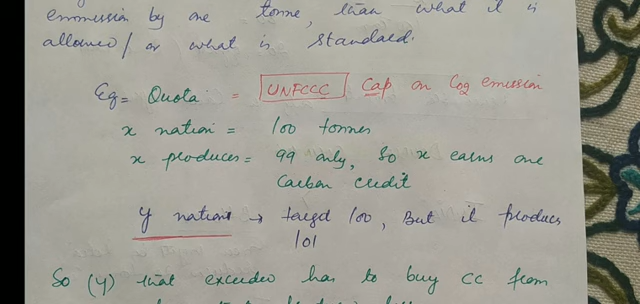 emmission by one tonne, than what it is
allowed/ or what is standard.
Eg = Quota = UNFCCC Cap on Co2 emission
x nation = 100 tonnes
x produces = 99 only, So x earns one
Carbon credit
y nation → targd 100, But it produces
101
So (y) that exceeded has to buy cc from